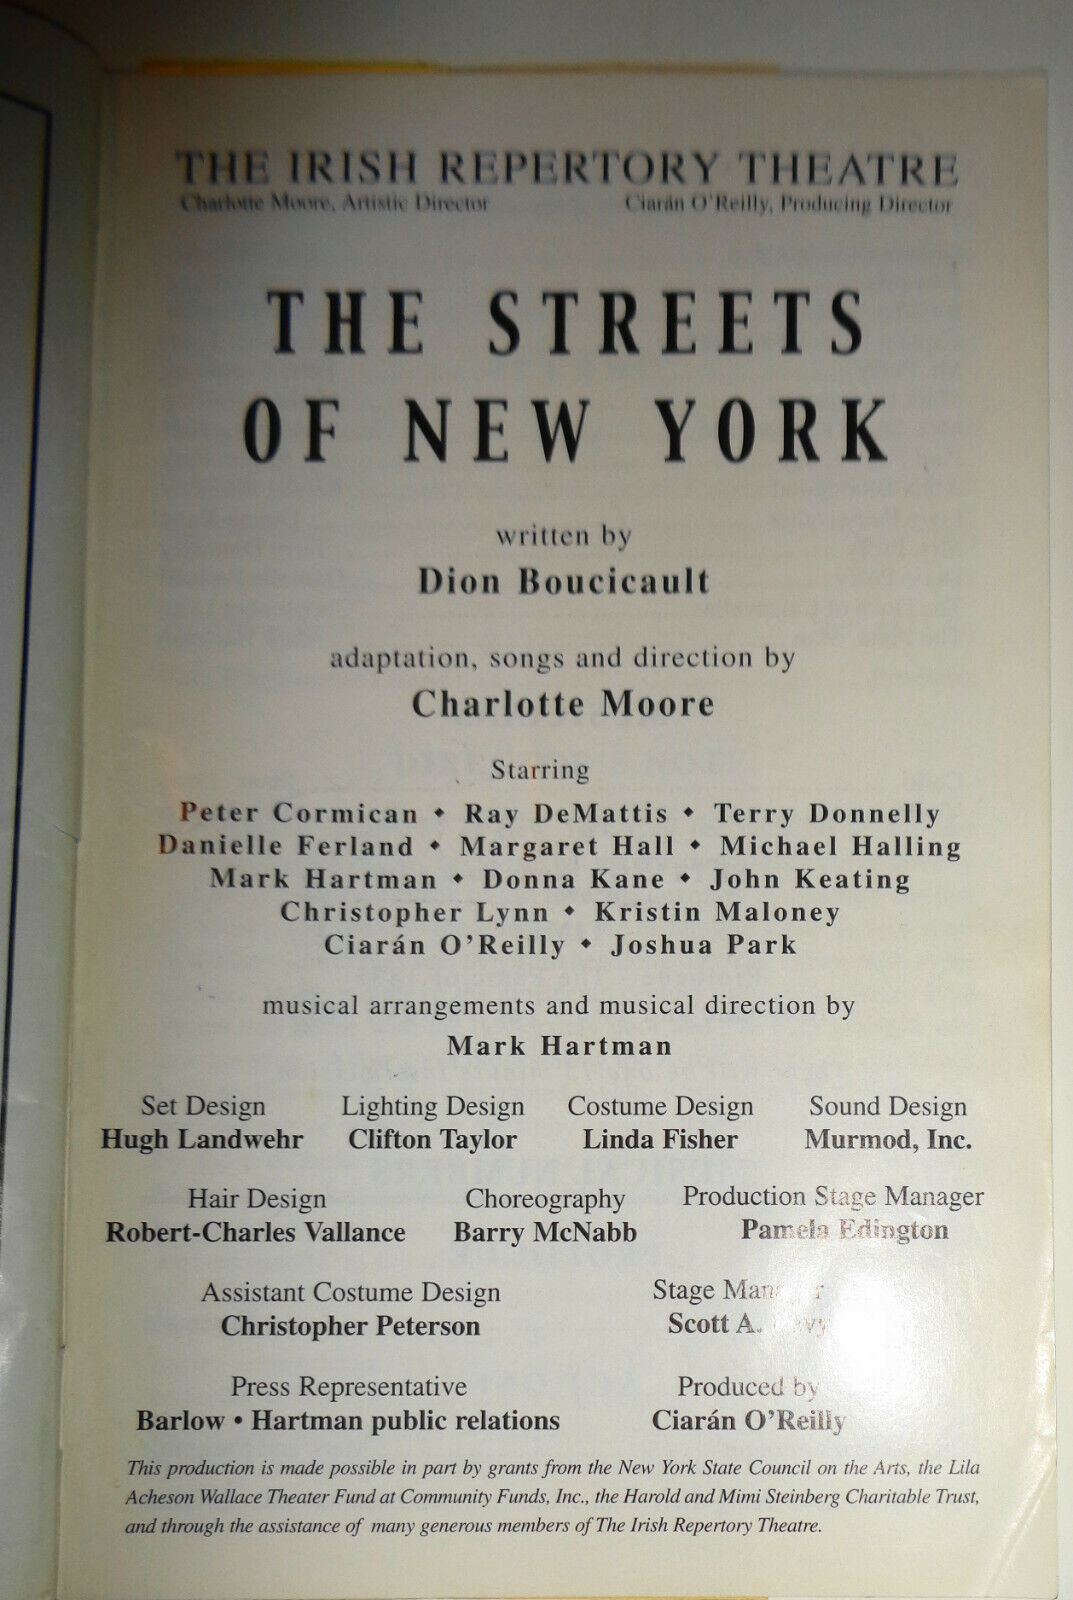 THE IRISH REPERTORY THEATRE
Charlotte Moore, Artistic Director Ciarán O'Reilly, Producing Director
THE STREETS
OF NEW YORK
written by
Dion Boucicault
adaptation, songs and direction by
Charlotte Moore
Starring
Peter Cormican • Ray DeMattis • Terry Donnelly
Danielle Ferland • Margaret Hall • Michael Halling
Mark Hartman • Donna Kane • John Keating
Christopher Lynn • Kristin Maloney
Ciarán O'Reilly • Joshua Park
musical arrangements and musical direction by
Mark Hartman
Set Design Lighting Design Costume Design Sound Design
Hugh Landwehr Clifton Taylor Linda Fisher Murmod, Inc.
Hair Design Choreography Production Stage Manager
Robert-Charles Vallance Barry McNabb Pamela Edington
Assistant Costume Design Stage Manager
Christopher Peterson Scott A.
Press Representative Produced by
Barlow • Hartman public relations Ciarán O'Reilly
This production is made possible in part by grants from the New York State Council on the Arts, the Lila
Acheson Wallace Theater Fund at Community Funds, Inc., the Harold and Mimi Steinberg Charitable Trust,
and through the assistance of many generous members of The Irish Repertory Theatre.